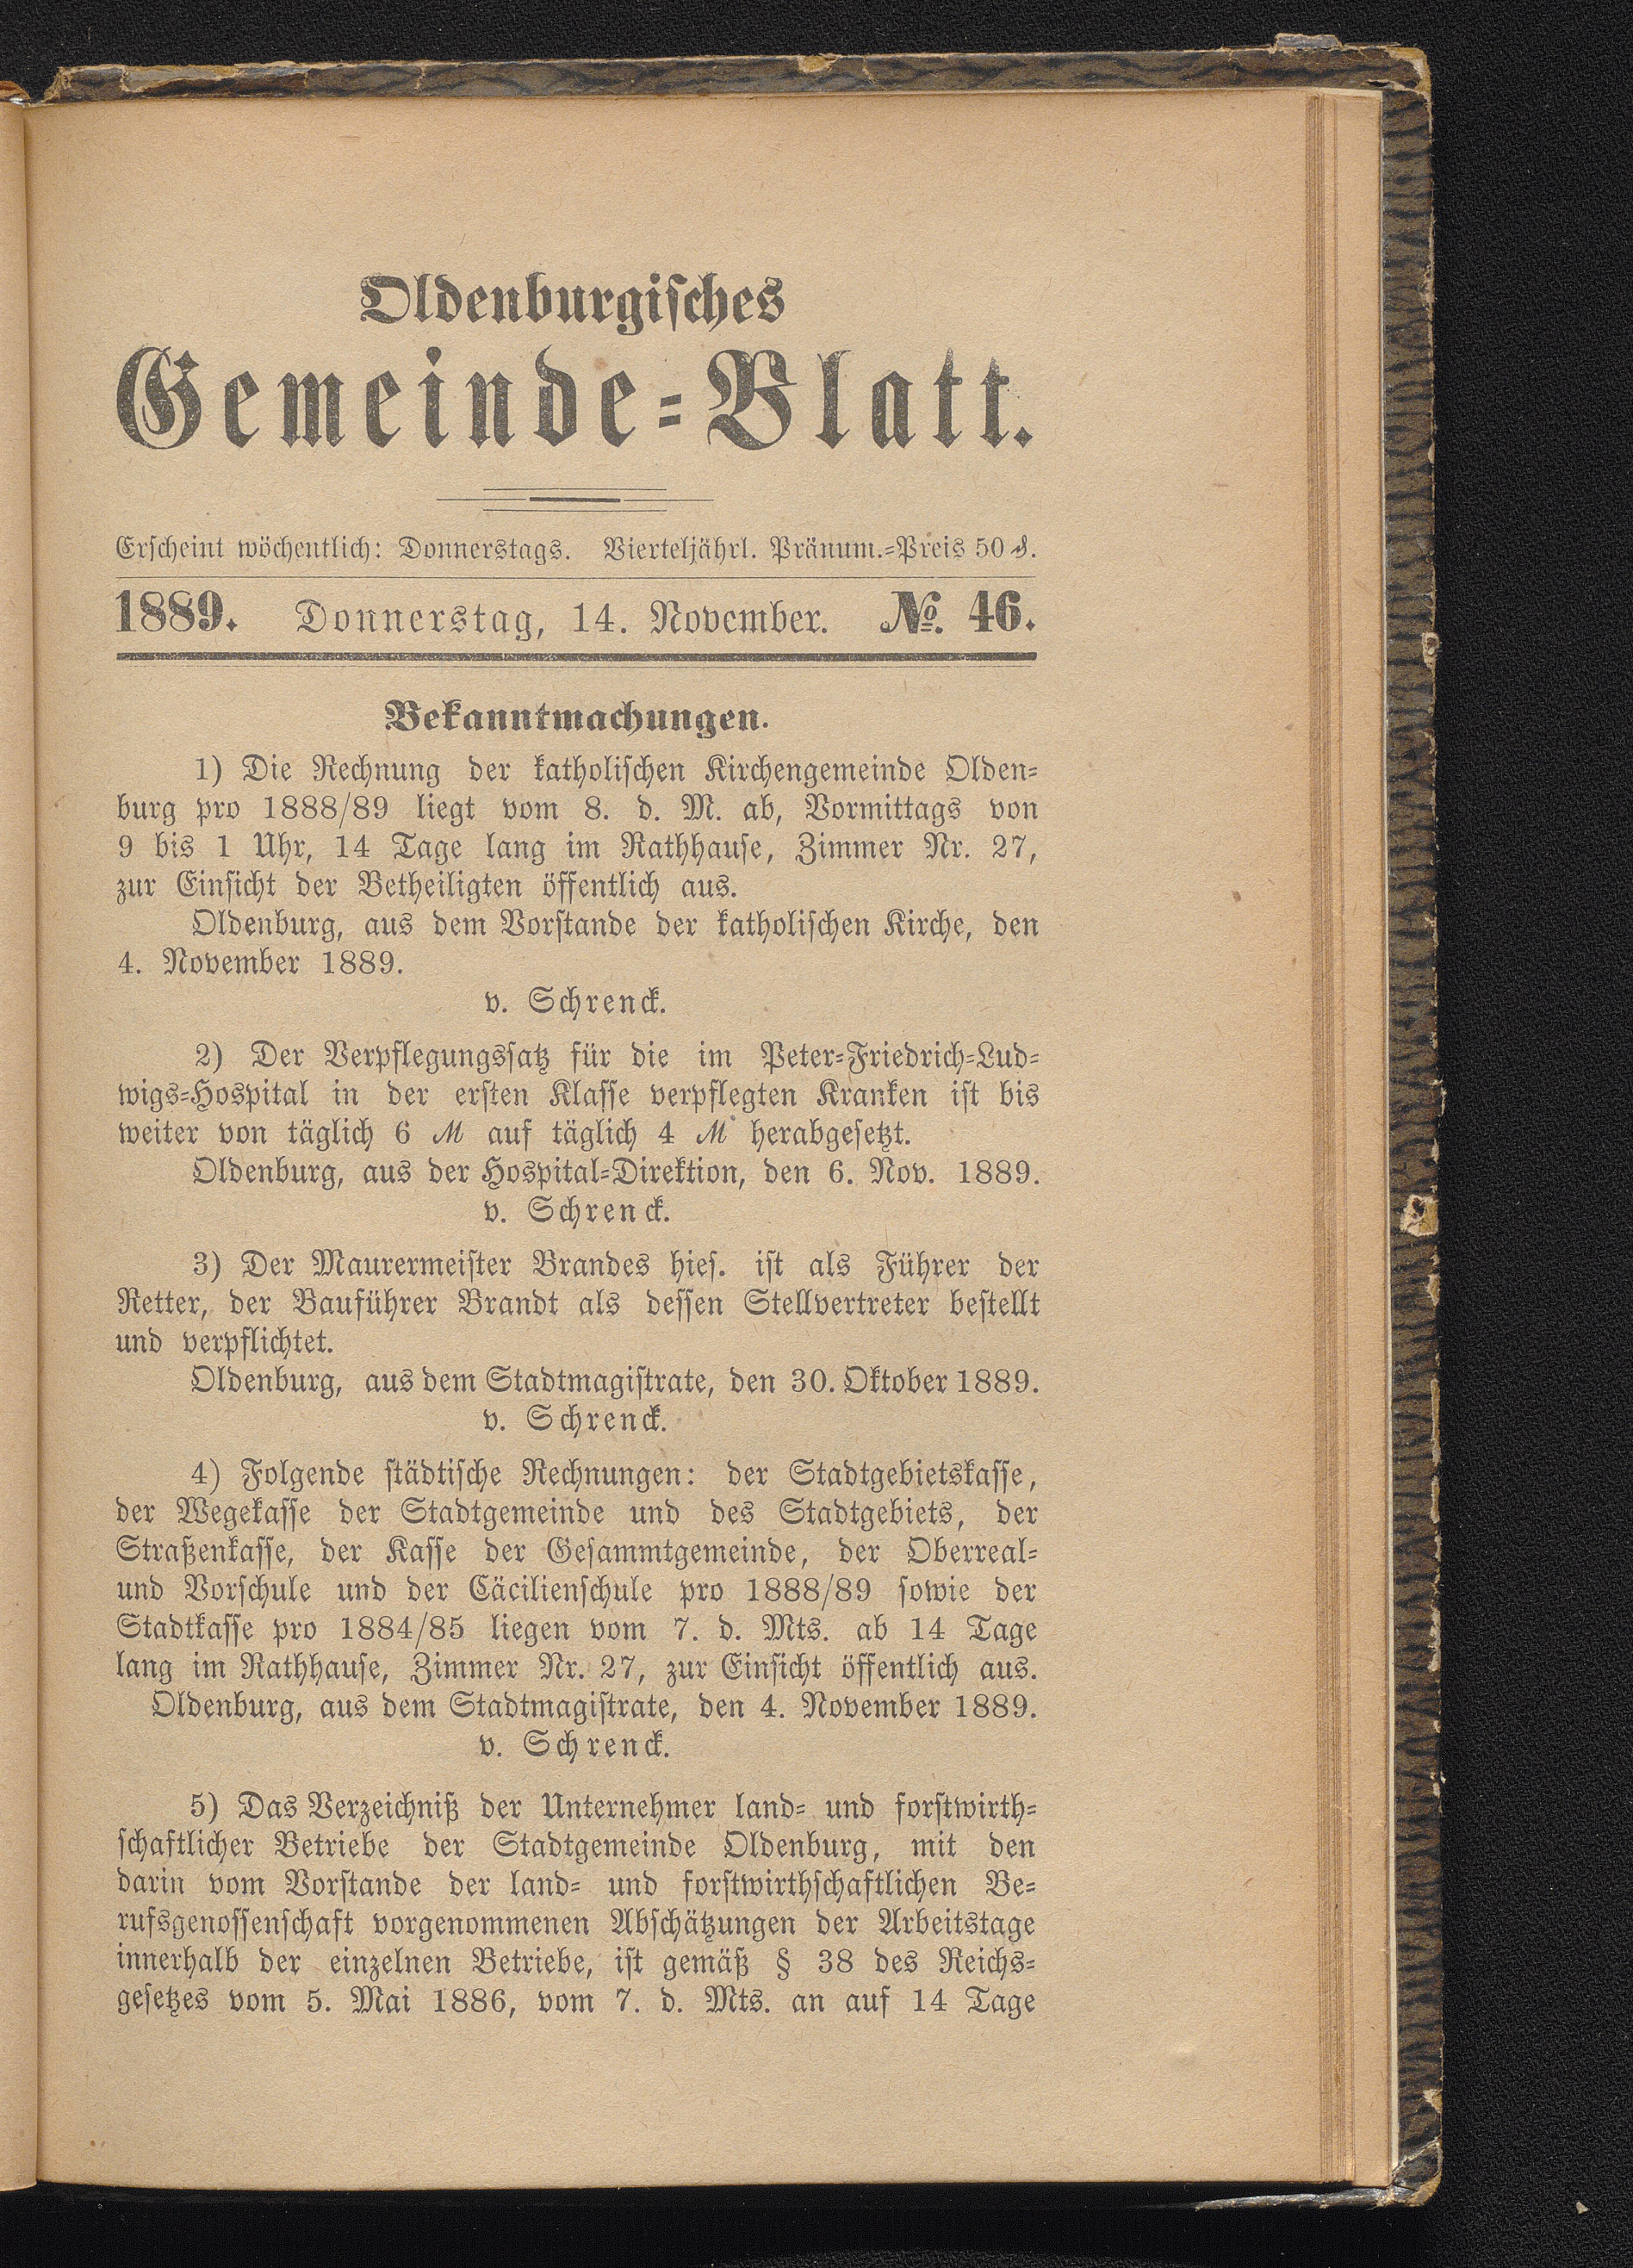 Oldenburgisches
Gemeinde-Blatt.
Erscheint wöchentlich: Donnerstags. Vierteljährl. Pränum.-Preis 50 ₰.
1889. Donnerstag, 14. November. №. 46.
Bekanntmachungen.
1) Die Rechnung der katholischen Kirchengemeinde Olden-
burg pro 1888/89 liegt vom 8. d. M. ab, Vormittags von
9 bis 1 Uhr, 14 Tage lang im Rathhause, Zimmer Nr. 27,
zur Einsicht der Betheiligten öffentlich aus.
Oldenburg, aus dem Vorstande der katholischen Kirche, den
4. November 1889.
v. Schrenck.
2) Der Verpflegungssatz für die im Peter-Friedrich-Lud-
wigs-Hospital in der ersten Klasse verpflegten Kranken ist bis
weiter von täglich 6 ℳ auf täglich 4 ℳ herabgesetzt.
Oldenburg, aus der Hospital-Direktion, den 6. Nov. 1889.
v. Schrenck.
3) Der Maurermeister Brandes hies. ist als Führer der
Retter, der Bauführer Brandt als dessen Stellvertreter bestellt
und verpflichtet.
Oldenburg, aus dem Stadtmagistrate, den 30. Oktober 1889.
v. Schrenck.
4) Folgende städtische Rechnungen: der Stadtgebietskasse,
der Wegekasse der Stadtgemeinde und des Stadtgebiets, der
Straßenkasse, der Kasse der Gesammtgemeinde, der Oberreal-
und Vorschule und der Cäcilienschule pro 1888/89 sowie der
Stadtkasse pro 1884/85 liegen vom 7. d. Mts. ab 14 Tage
lang im Rathhause, Zimmer Nr. 27, zur Einsicht öffentlich aus.
Oldenburg, aus dem Stadtmagistrate, den 4. November 1889.
v. Schrenck.
5) Das Verzeichniß der Unternehmer land- und forstwirth-
schaftlicher Betriebe der Stadtgemeinde Oldenburg, mit den
darin vom Vorstande der land- und forstwirthschaftlichen Be-
rufsgenossenschaft vorgenommenen Abschätzungen der Arbeitstage
innerhalb der einzelnen Betriebe, ist gemäß § 38 des Reichs-
gesetzes vom 5. Mai 1886, vom 7. d. Mts. an auf 14 Tage